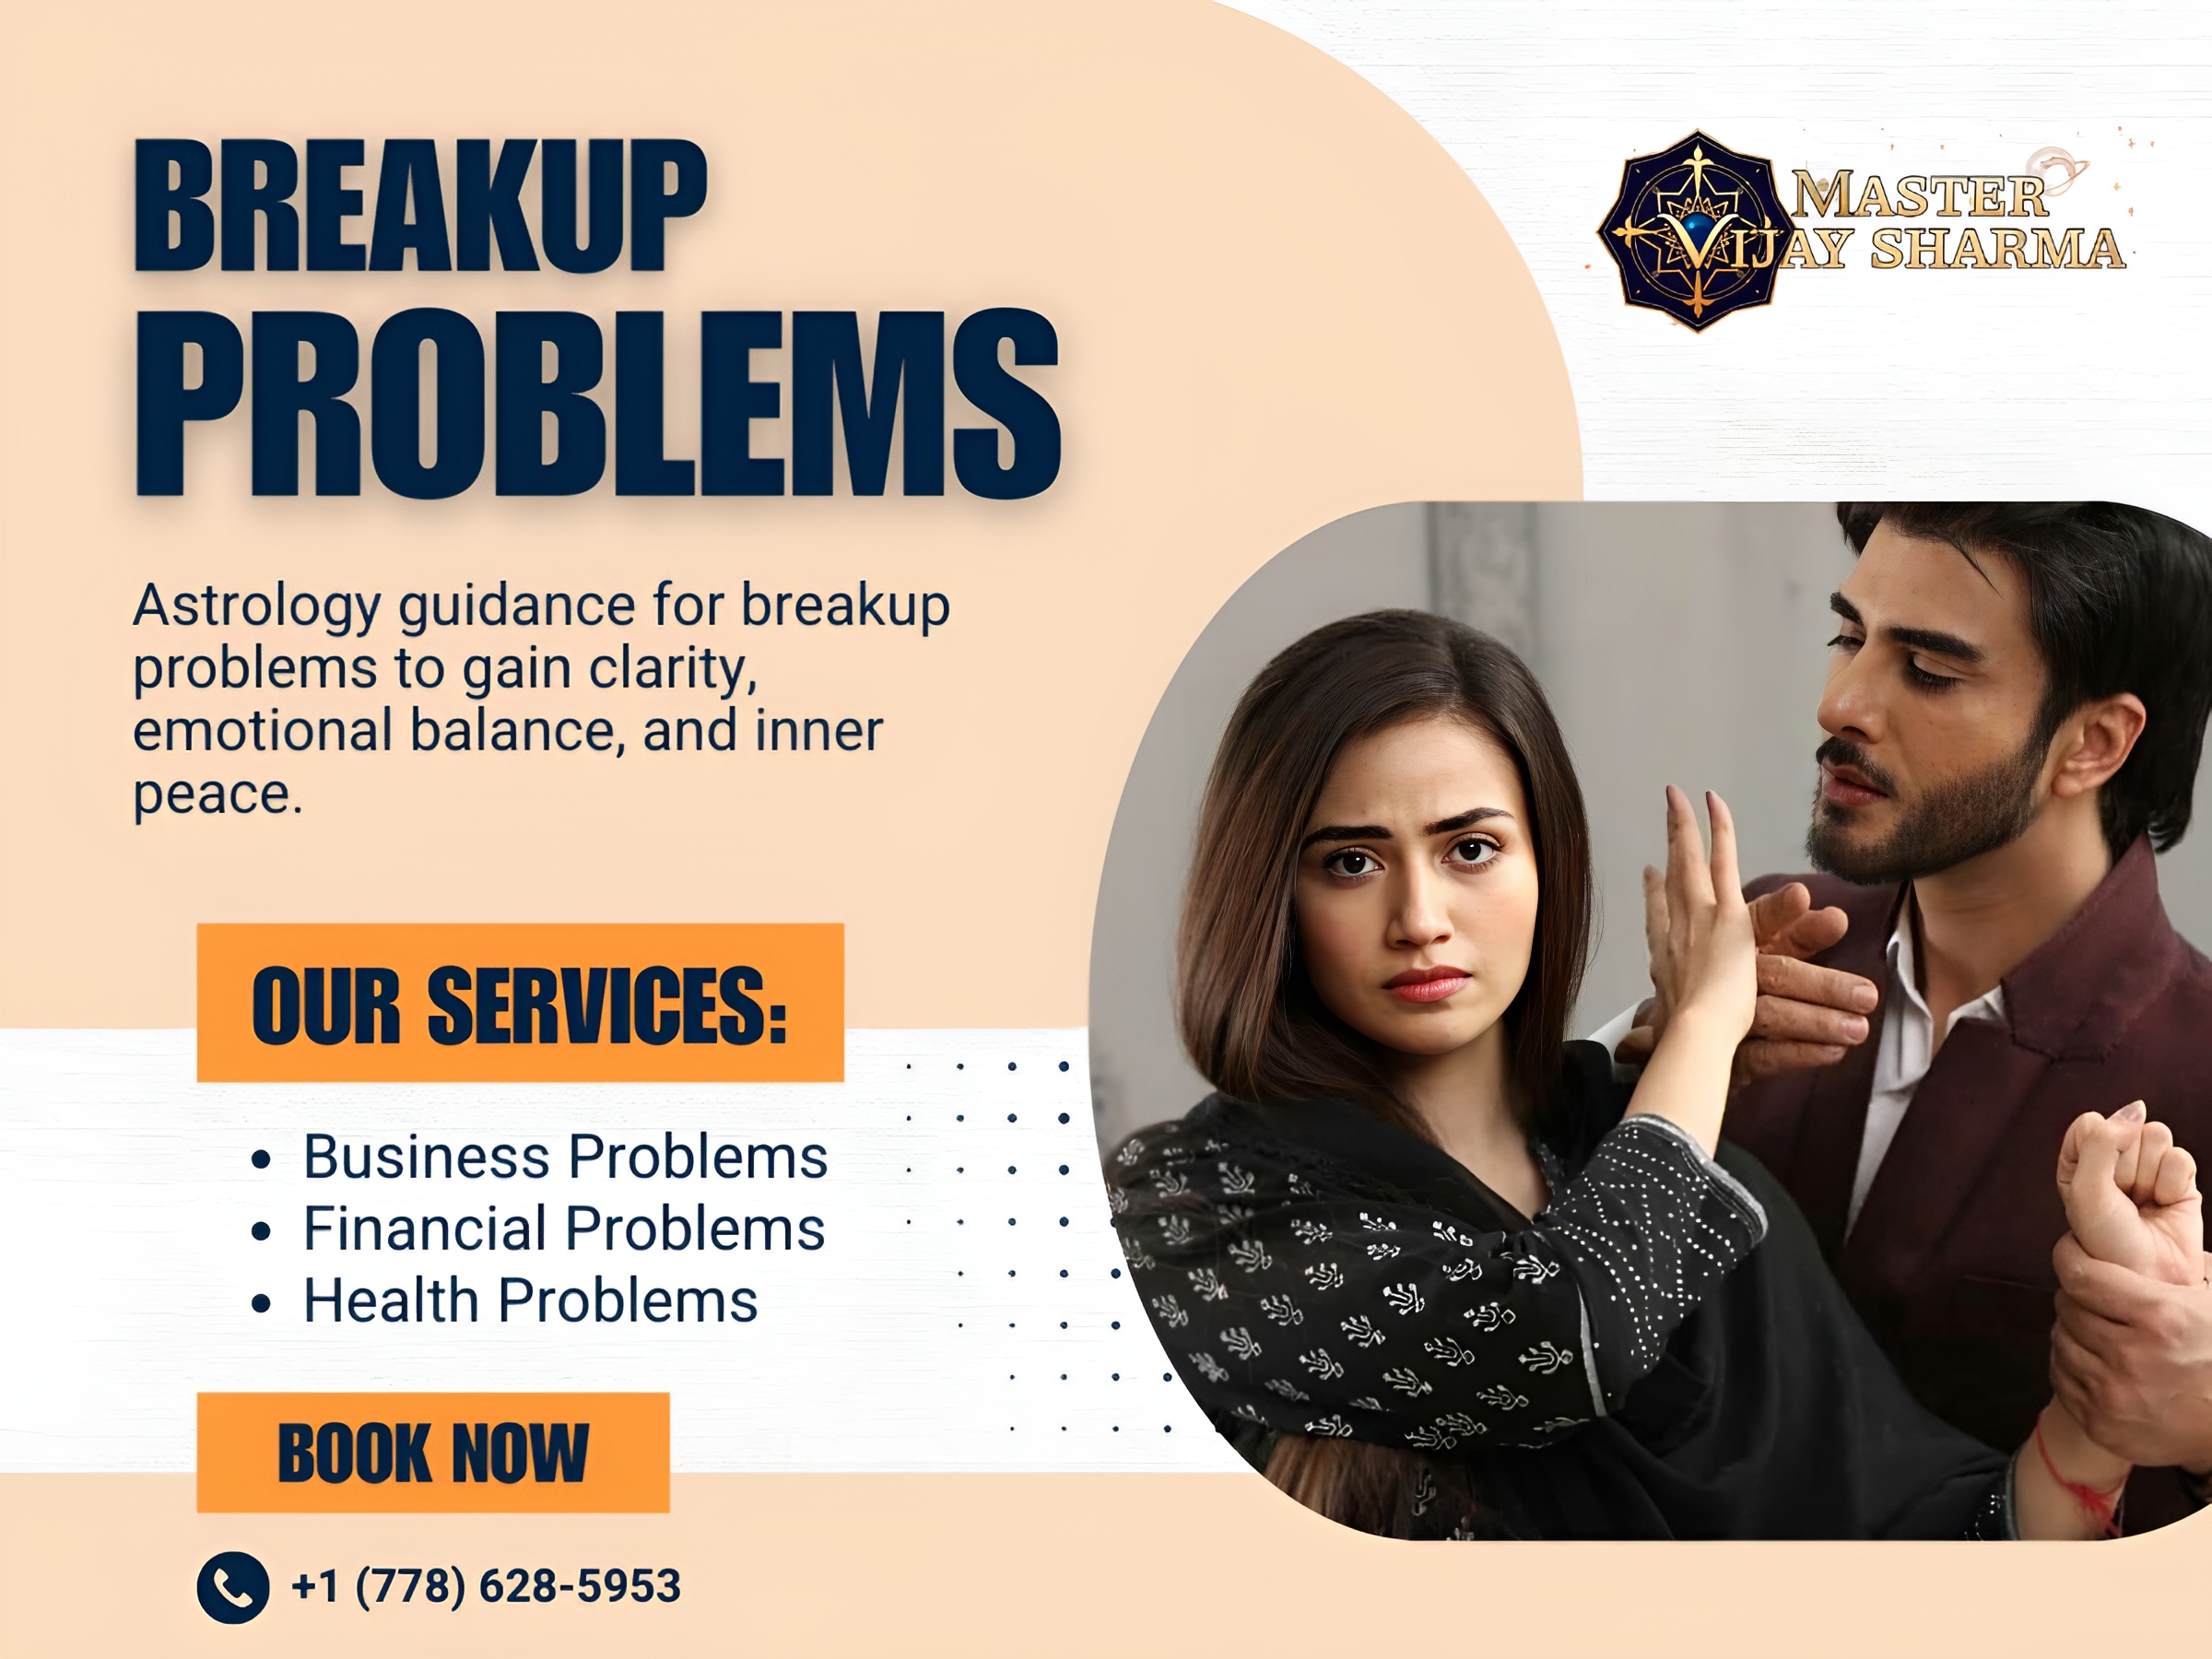 BREAKUP
PROBLEMS
MASTER
VIJAY SHARMA
Astrology guidance for breakup
problems to gain clarity,
emotional balance, and inner
peace.
OUR SERVICES:
• Business Problems
• Financial Problems
• Health Problems
BOOK NOW
+1 (778) 628-5953